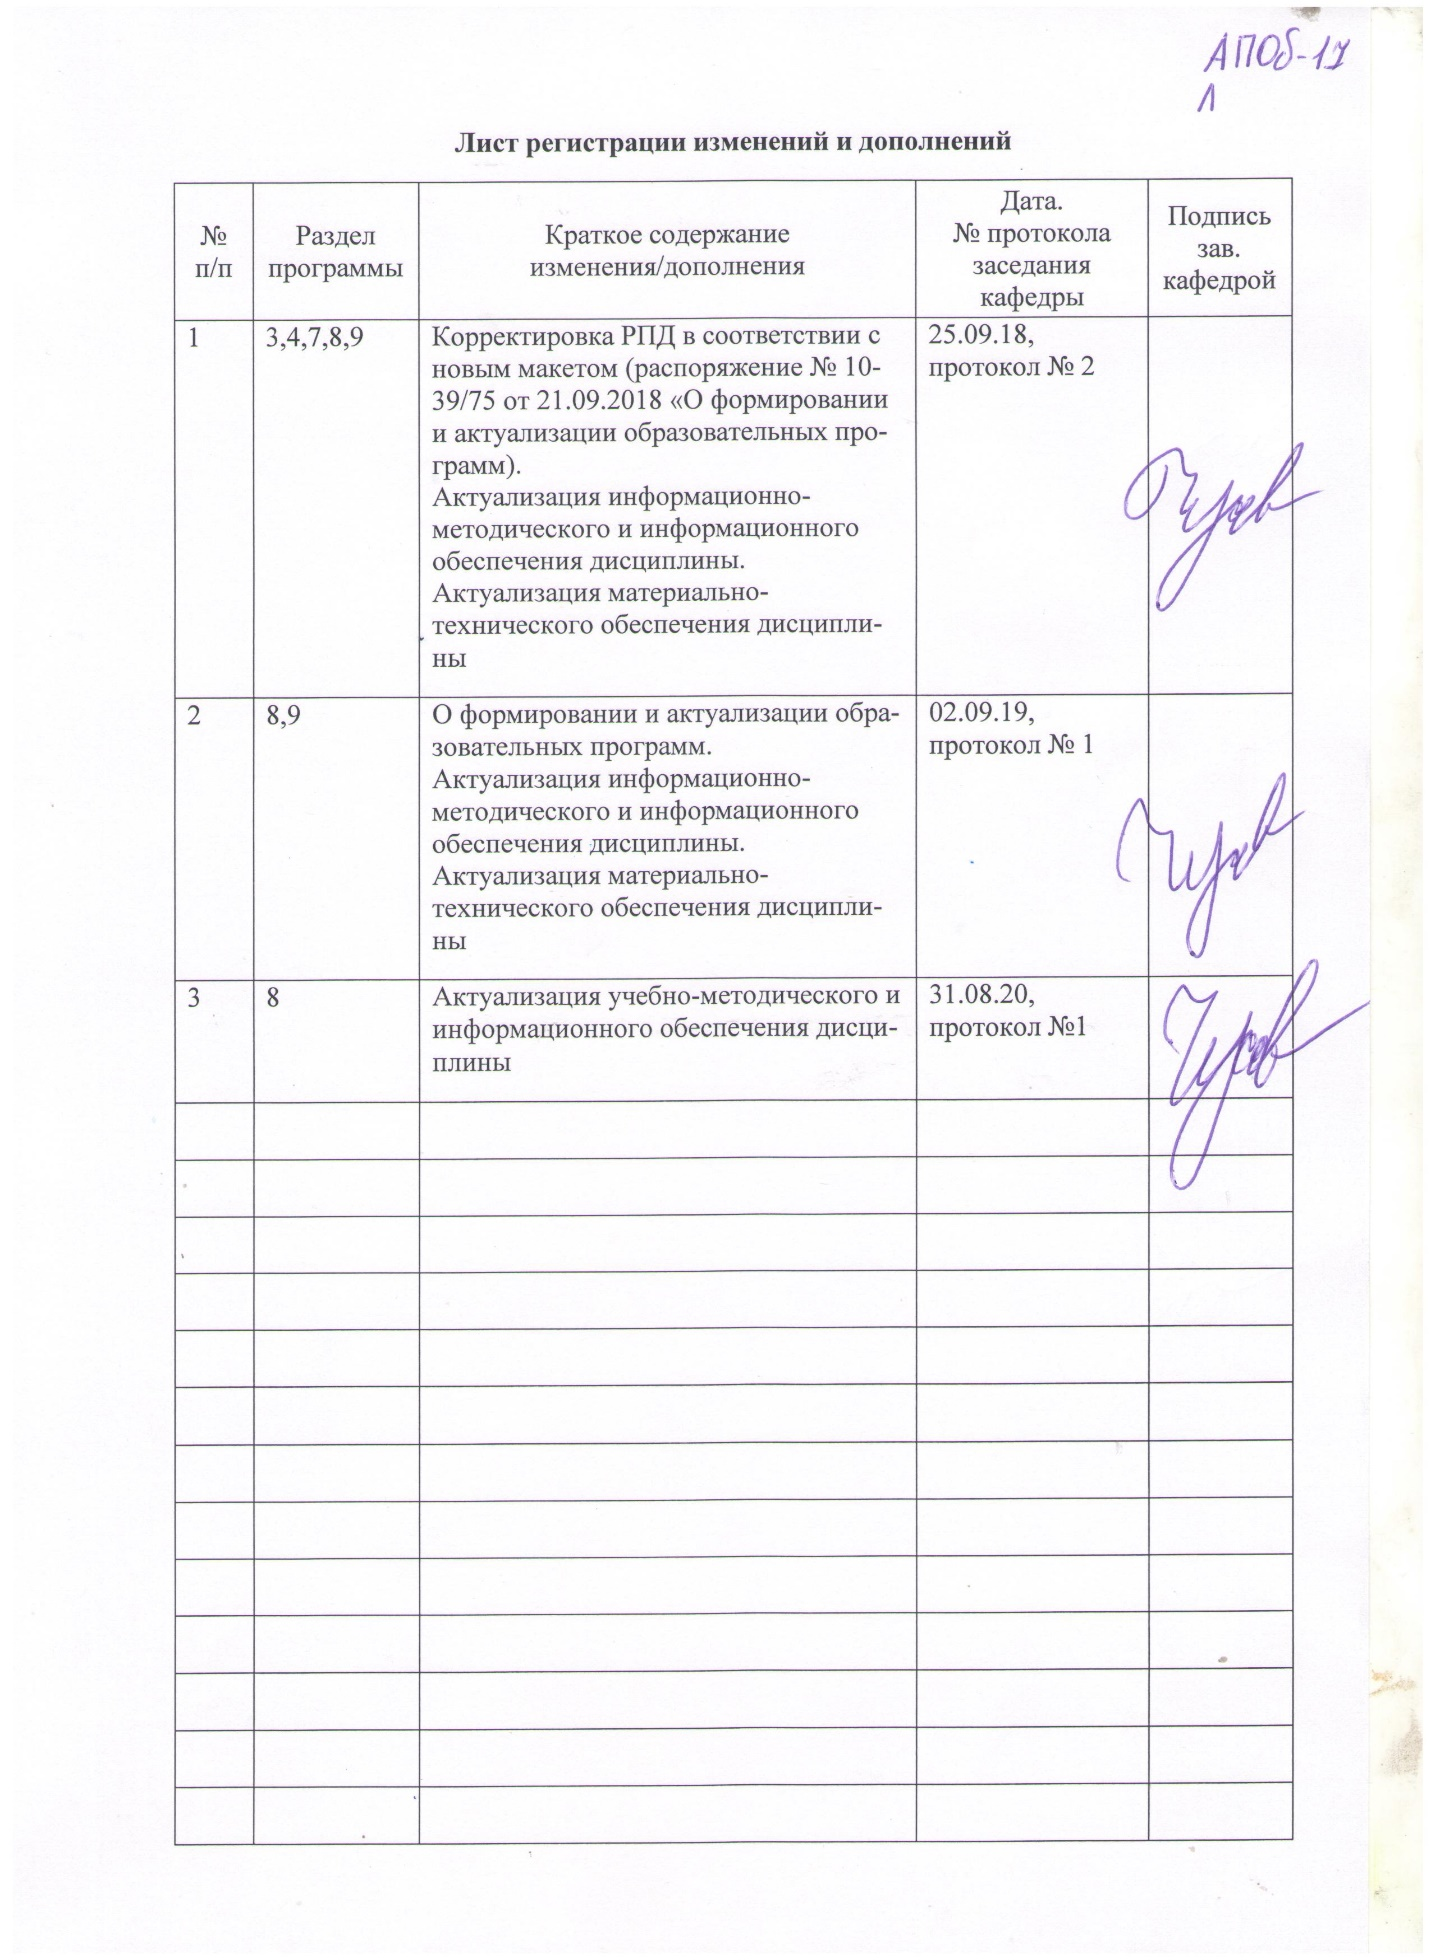 АПОб-17
Л
Лист регистрации изменений и дополнений
№
п/п
Раздел
программы
Краткое содержание
изменения/дополнения
Дата.
№ протокола
заседания
кафедры
Подпись
зав.
кафедрой
1
3,4,7,8,9
Корректировка РПД в соответствии с
новым макетом (распоряжение № 10-
39/75 от 21.09.2018 «О формировании
и актуализации образовательных про-
грамм).
Актуализация информационно-
методического и информационного
обеспечения дисциплины.
Актуализация материально-
технического обеспечения дисципли-
ны
25.09.18,
протокол № 2
2
8,9
О формировании и актуализации обра-
зовательных программ.
Актуализация информационно-
методического и информационного
обеспечения дисциплины.
Актуализация материально-
технического обеспечения дисципли-
ны
02.09.19,
протокол № 1
3
8
Актуализация учебно-методического и
информационного обеспечения дисци-
плины
31.08.20,
протокол №1